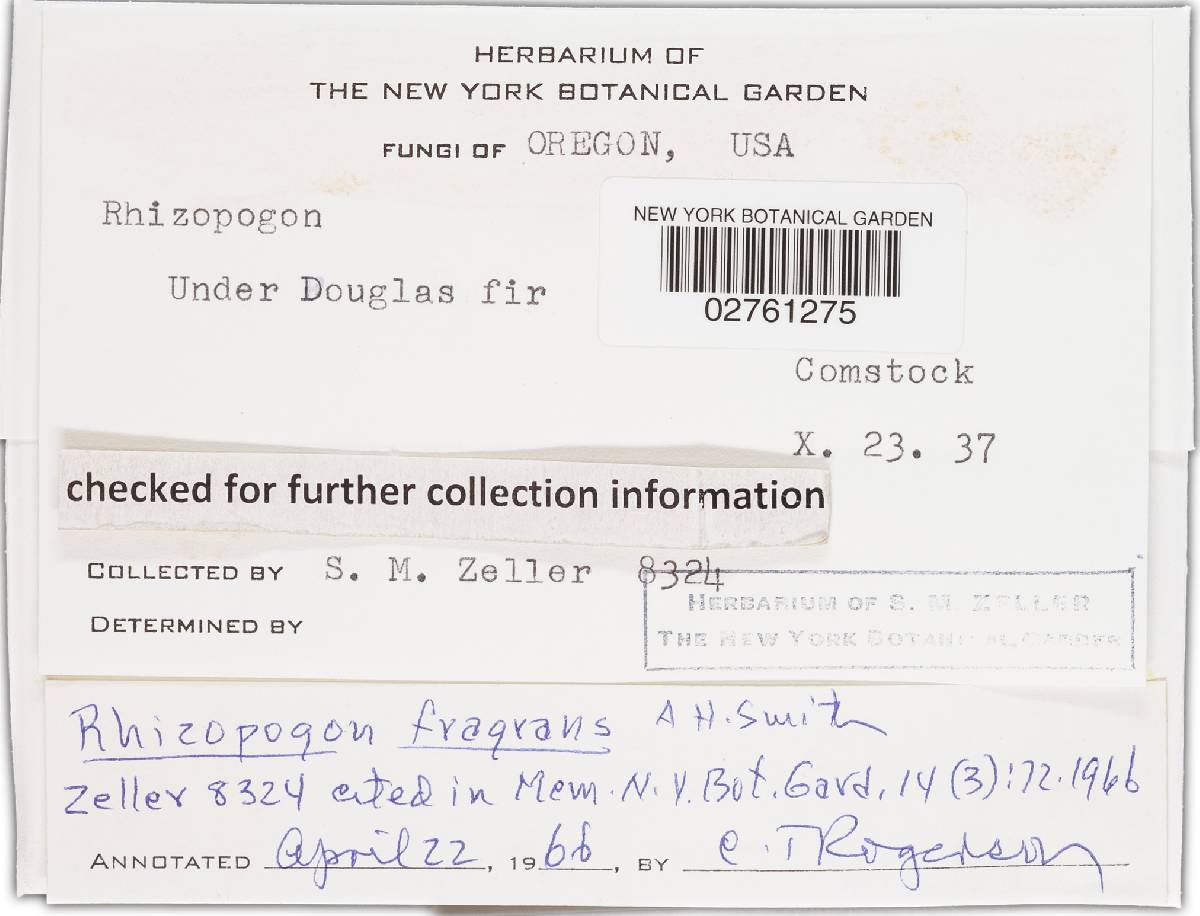 HERBARIUM OF
THE NEW YORK BOTANICAL GARDEN
FUNGI OF OREGON, USA
Rhizopogon
NEW YORK BOTANICAL GARDEN
02761275
Under Douglas fir
Comstock
X. 23. 37
checked for further collection information
COLLECTED BY S. M. Zeller 8324
HERBARIUM OF S. M. ZELLER
THE NEW YORK BOTANICAL GARDEN
DETERMINED BY
Rhizopogon fragrans A H. Smith
Zeller 8324 cited in Mem. N. Y. Bot. Gard. 14 (3):72. 1966
ANNOTATED April 22, 1966, BY C. T Rogerson